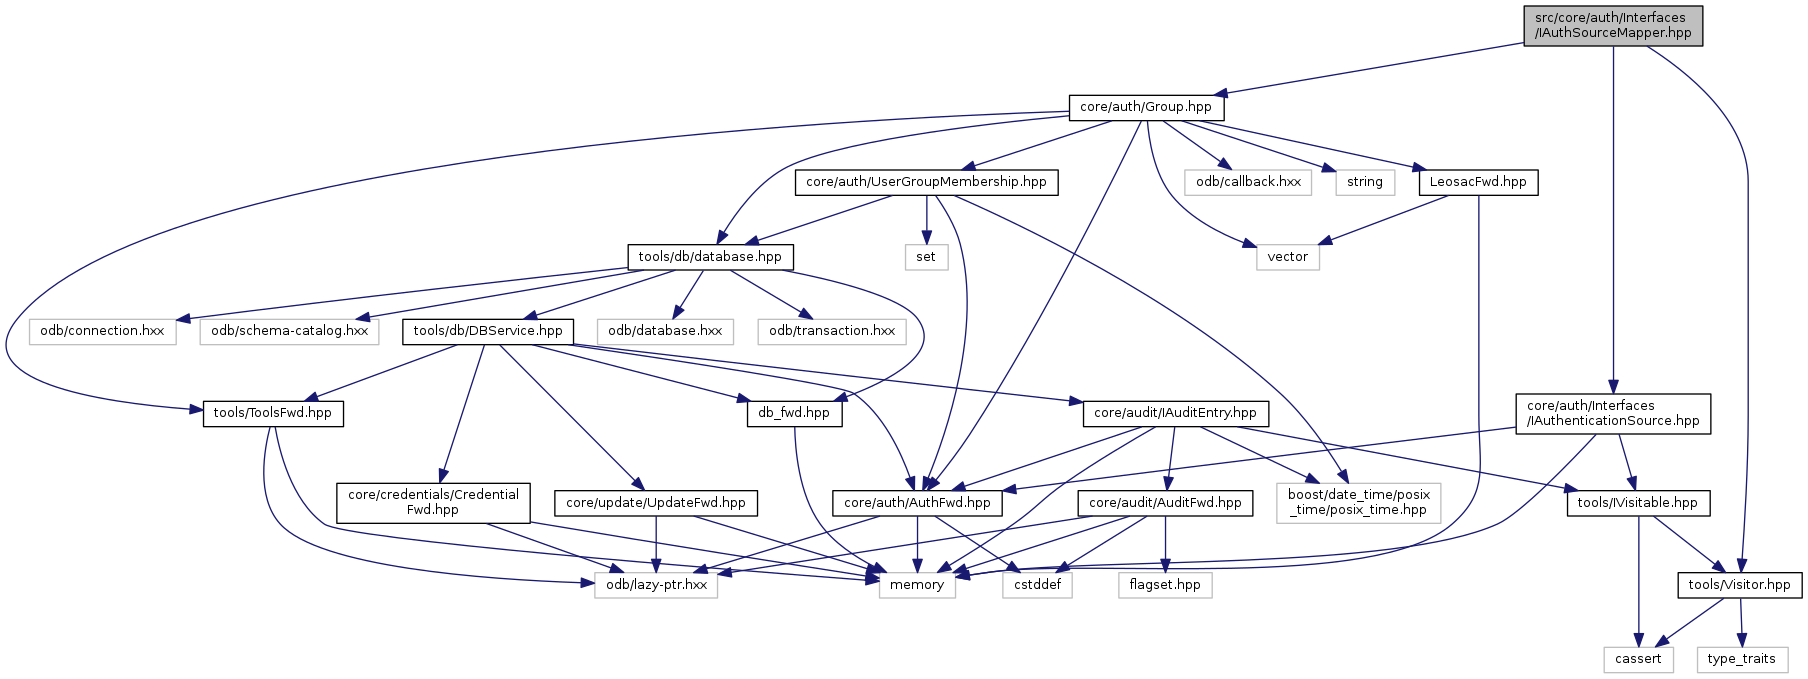 src/core/auth/Interfaces
/IAuthSourceMapper.hpp
core/auth/Group.hpp
core/auth/UserGroupMembership.hpp
odb/callback.hxx
string
LeosacFwd.hpp
tools/db/database.hpp
set
vector
odb/connection.hxx
odb/schema-catalog.hxx
tools/db/DBService.hpp
odb/database.hxx
odb/transaction.hxx
tools/ToolsFwd.hpp
db_fwd.hpp
core/audit/IAuditEntry.hpp
core/auth/Interfaces
/IAuthenticationSource.hpp
core/credentials/Credential
Fwd.hpp
core/update/UpdateFwd.hpp
core/auth/AuthFwd.hpp
core/audit/AuditFwd.hpp
boost/date_time/posix
_time/posix_time.hpp
tools/IVisitable.hpp
odb/lazy-ptr.hxx
memory
cstddef
flagset.hpp
tools/Visitor.hpp
cassert
type_traits